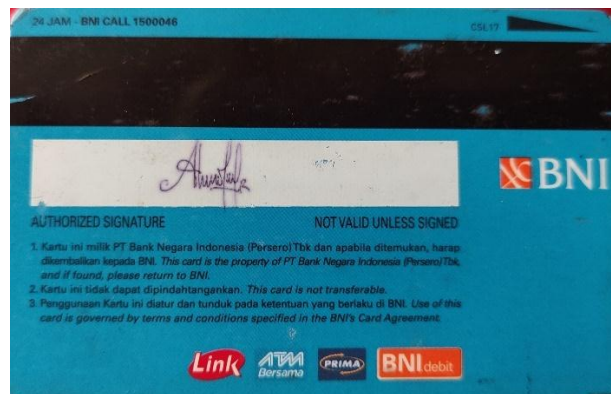 24 JAM - BNI CALL 1500046
CSL17
BNI
AUTHORIZED SIGNATURE NOT VALID UNLESS SIGNED
1. Kartu ini milik PT Bank Negara Indonesia (Persero) Tbk dan apabila ditemukan, harap
dikembalikan kepada BNI. This card is the property of PT Bank Negara Indonesia (Persero) Tbk,
and if found, please return to BNI.
2. Kartu ini tidak dapat dipindahtangankan. This card is not transferable.
3. Penggunaan Kartu ini diatur dan tunduk pada ketentuan yang berlaku di BNI. Use of this
card is governed by terms and conditions specified in the BNI's Card Agreement.
Link ATM Bersama PRIMA BNI debit